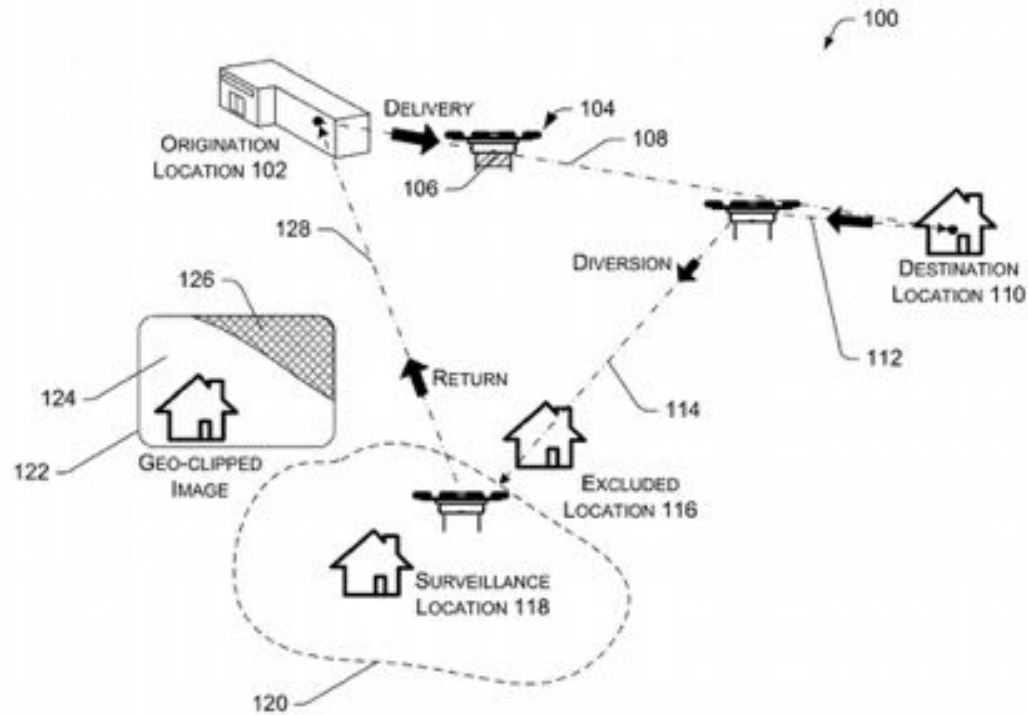 100
DELIVERY
104
ORIGINATION
LOCATION 102
106
108
128
DIVERSION
DESTINATION
LOCATION 110
126
112
124
RETURN
114
122
GEO-CLIPPED
IMAGE
EXCLUDED
LOCATION 116
SURVEILLANCE
LOCATION 118
120